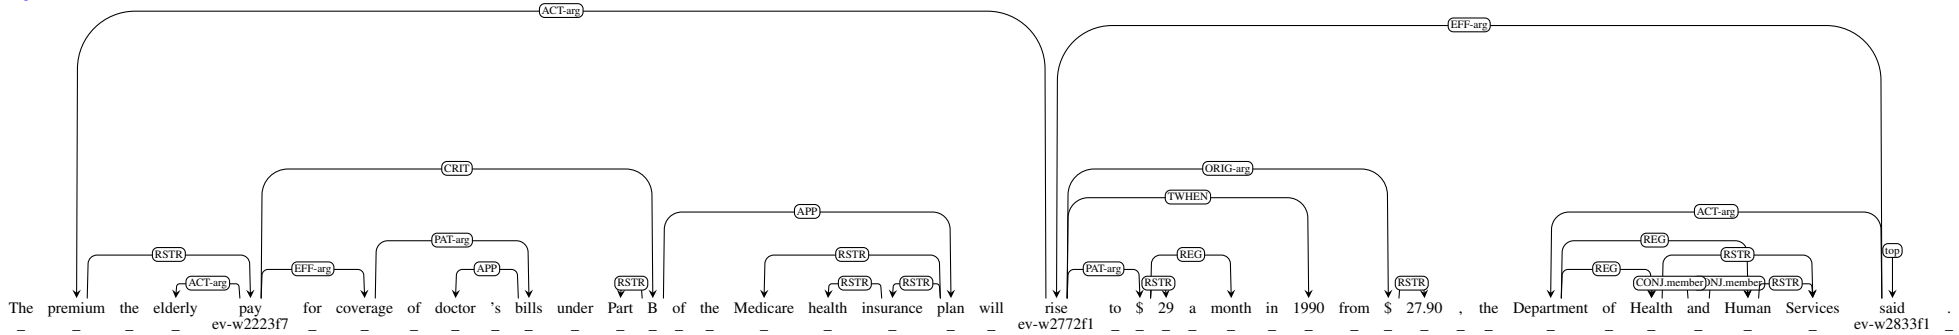 ACT-arg
EFF-arg
CRIT ORIG-arg
TWHEN
APP ACT-arg
PAT-arg REG
RSTR RSTR REG RSTR top
EFF-arg APP PAT-arg REG
ACT-arg RSTR RSTR RSTR RSTR RSTR CONJ.member ONJ.member RSTR
The premium the elderly pay for coverage of doctor 's bills under Part B of the Medicare health insurance plan will rise to $ 29 a month in 1990 from $ 27.90 , the Department of Health and Human Services said .
ev-w2223f7 ev-w2772f1 ev-w2833f1